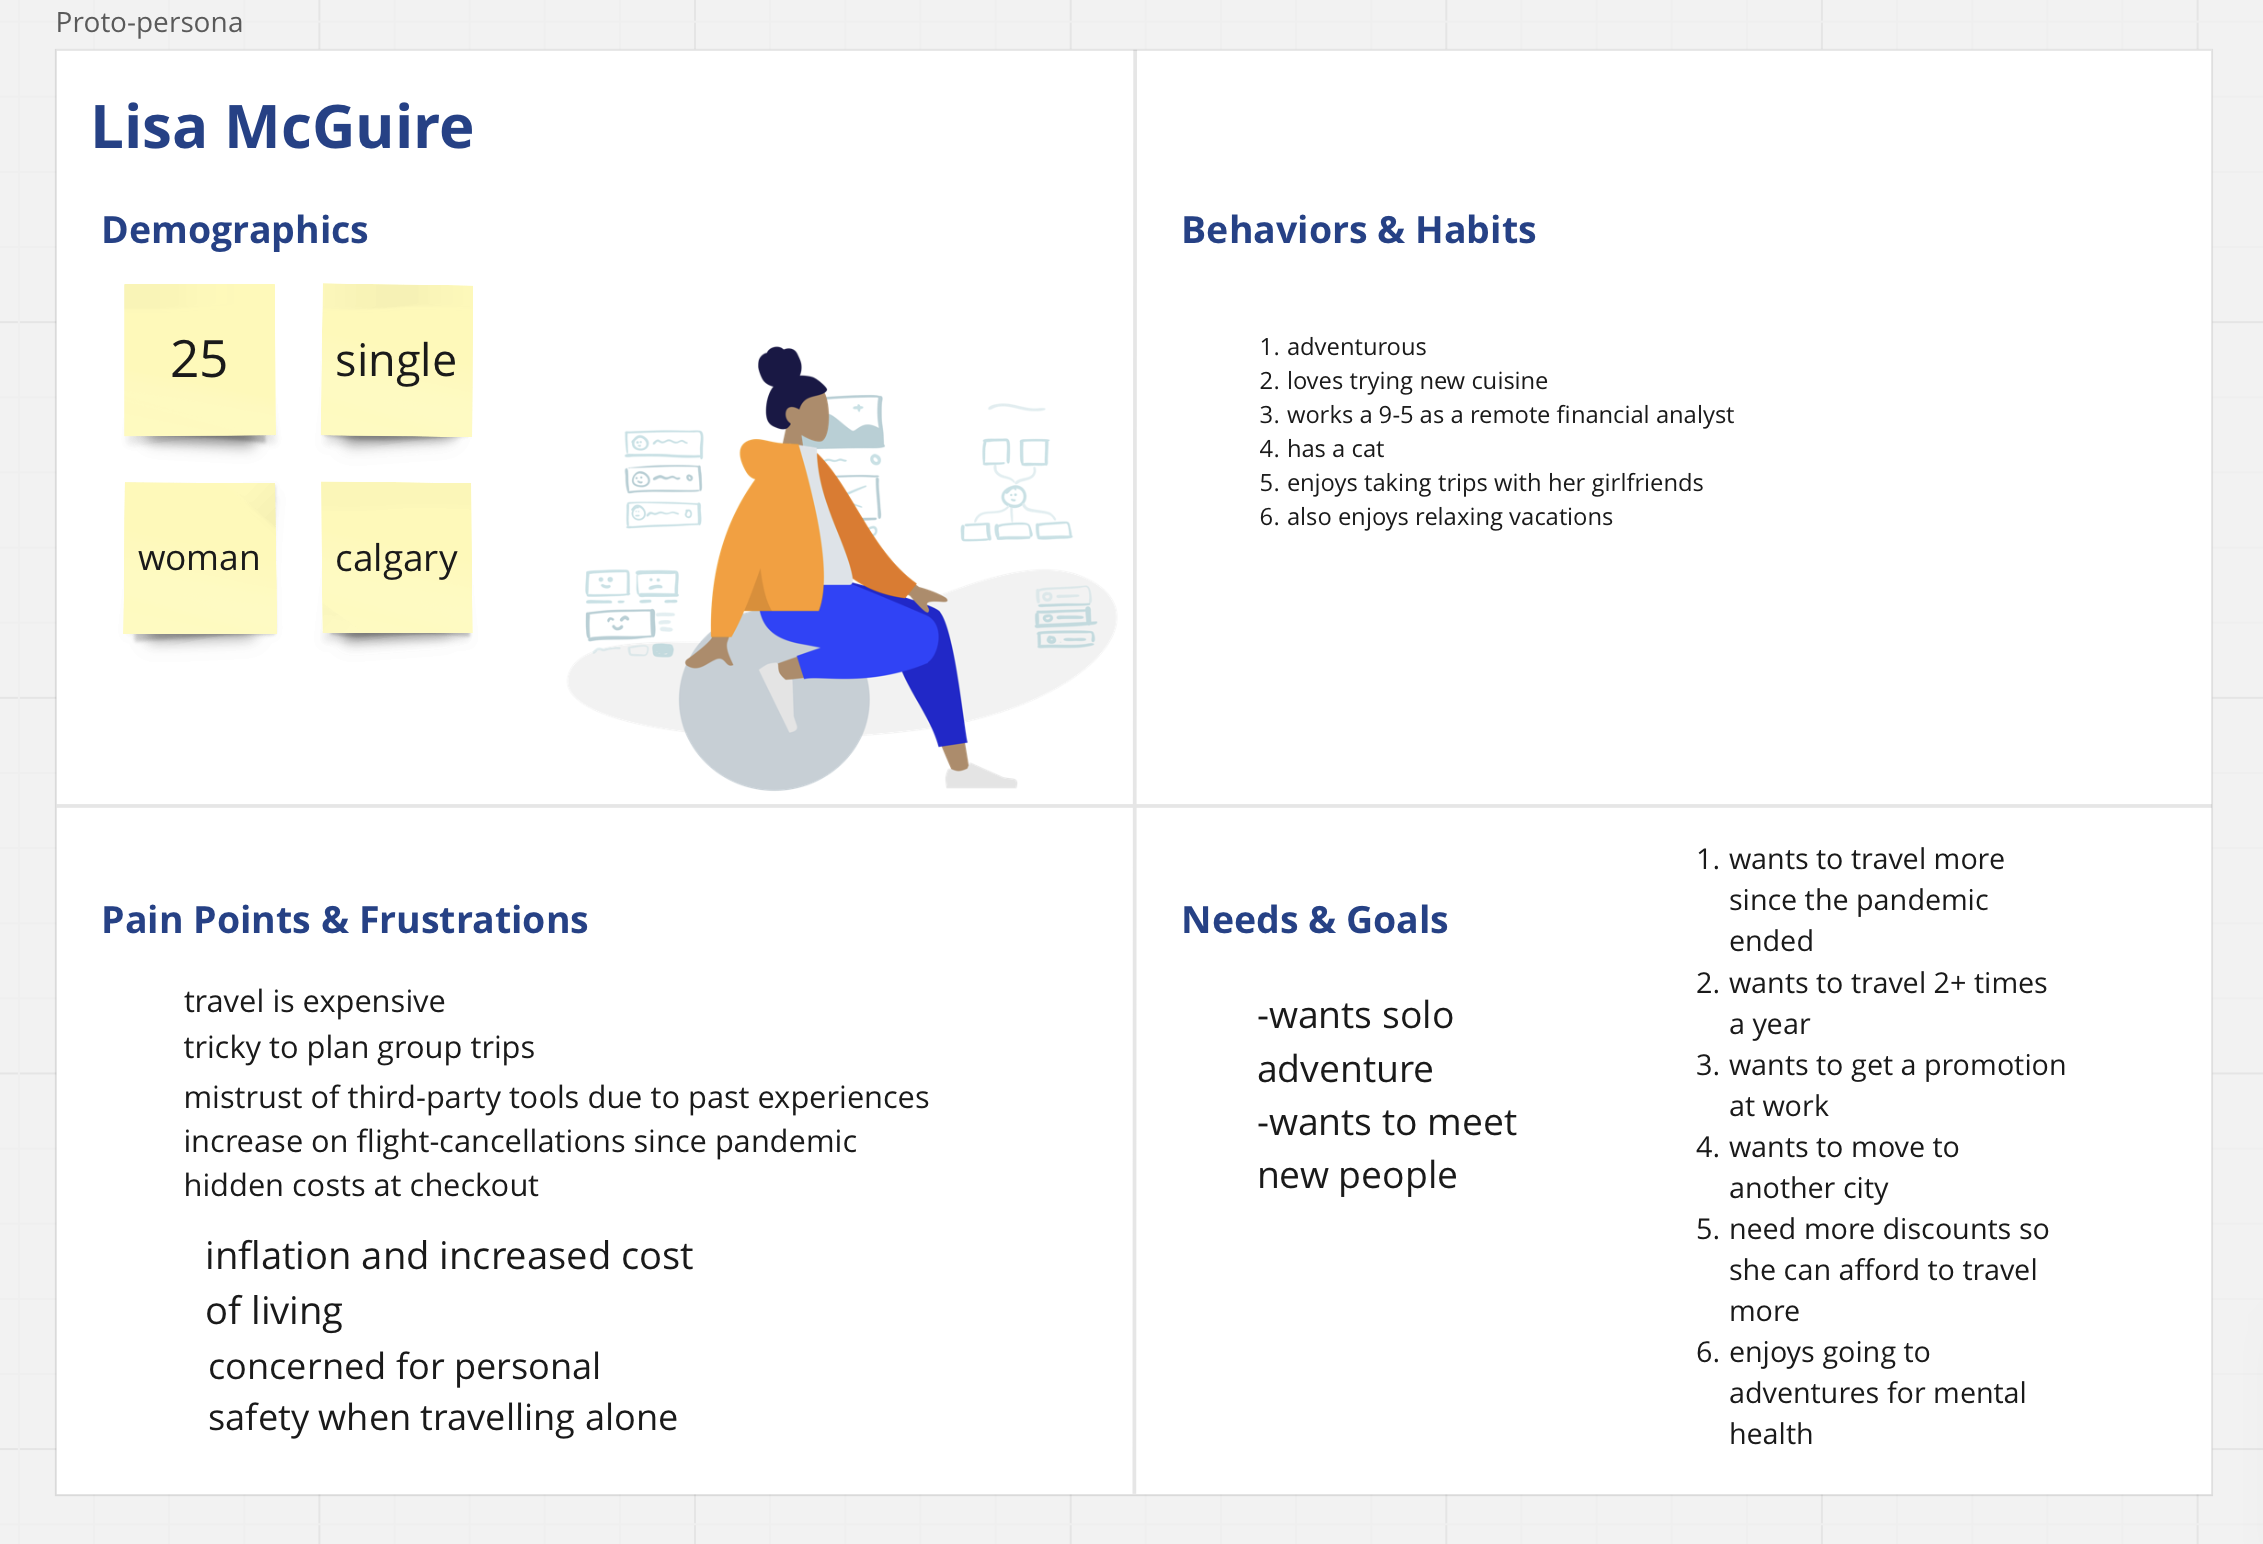 Proto-persona
Lisa McGuire
Demographics
25
single
woman
calgary
Behaviors & Habits
1. adventurous
2. loves trying new cuisine
3. works a 9-5 as a remote financial analyst
4. has a cat
5. enjoys taking trips with her girlfriends
6. also enjoys relaxing vacations
Pain Points & Frustrations
travel is expensive
tricky to plan group trips
mistrust of third-party tools due to past experiences
increase on flight-cancellations since pandemic
hidden costs at checkout
inflation and increased cost
of living
concerned for personal
safety when travelling alone
Needs & Goals
-wants solo
adventure
-wants to meet
new people
1. wants to travel more
since the pandemic
ended
2. wants to travel 2+ times
a year
3. wants to get a promotion
at work
4. wants to move to
another city
5. need more discounts so
she can afford to travel
more
6. enjoys going to
adventures for mental
health